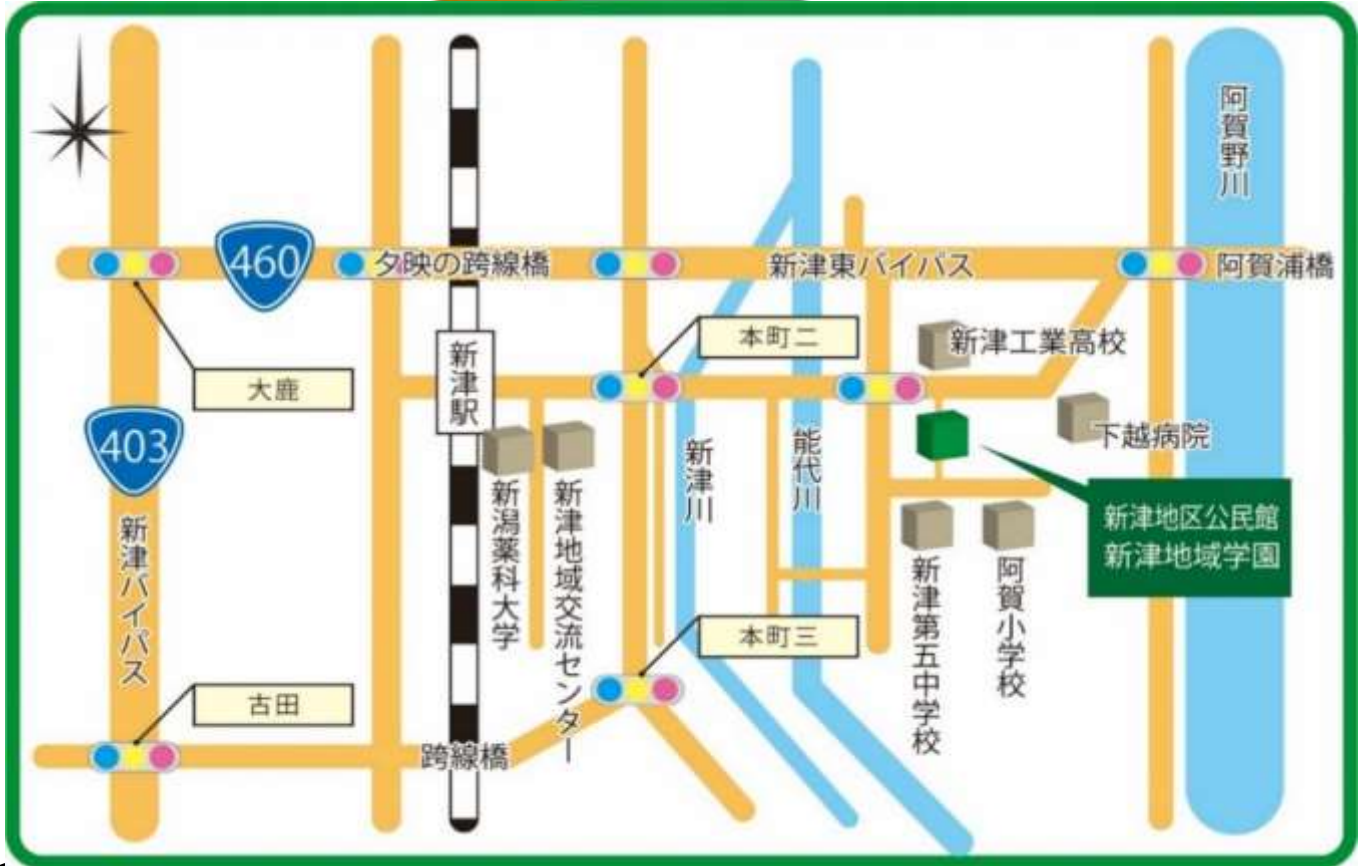 阿賀野川
460
夕映の跨線橋
新津東バイパス
阿賀浦橋
本町二
新津工業高校
新津駅
大鹿
403
下越病院
新津川
能代川
新潟薬科大学
新津地域交流センター
新津地区公民館
新津地域学園
新津バイパス
新津第五中学校
阿賀小学校
本町三
古田
跨線橋